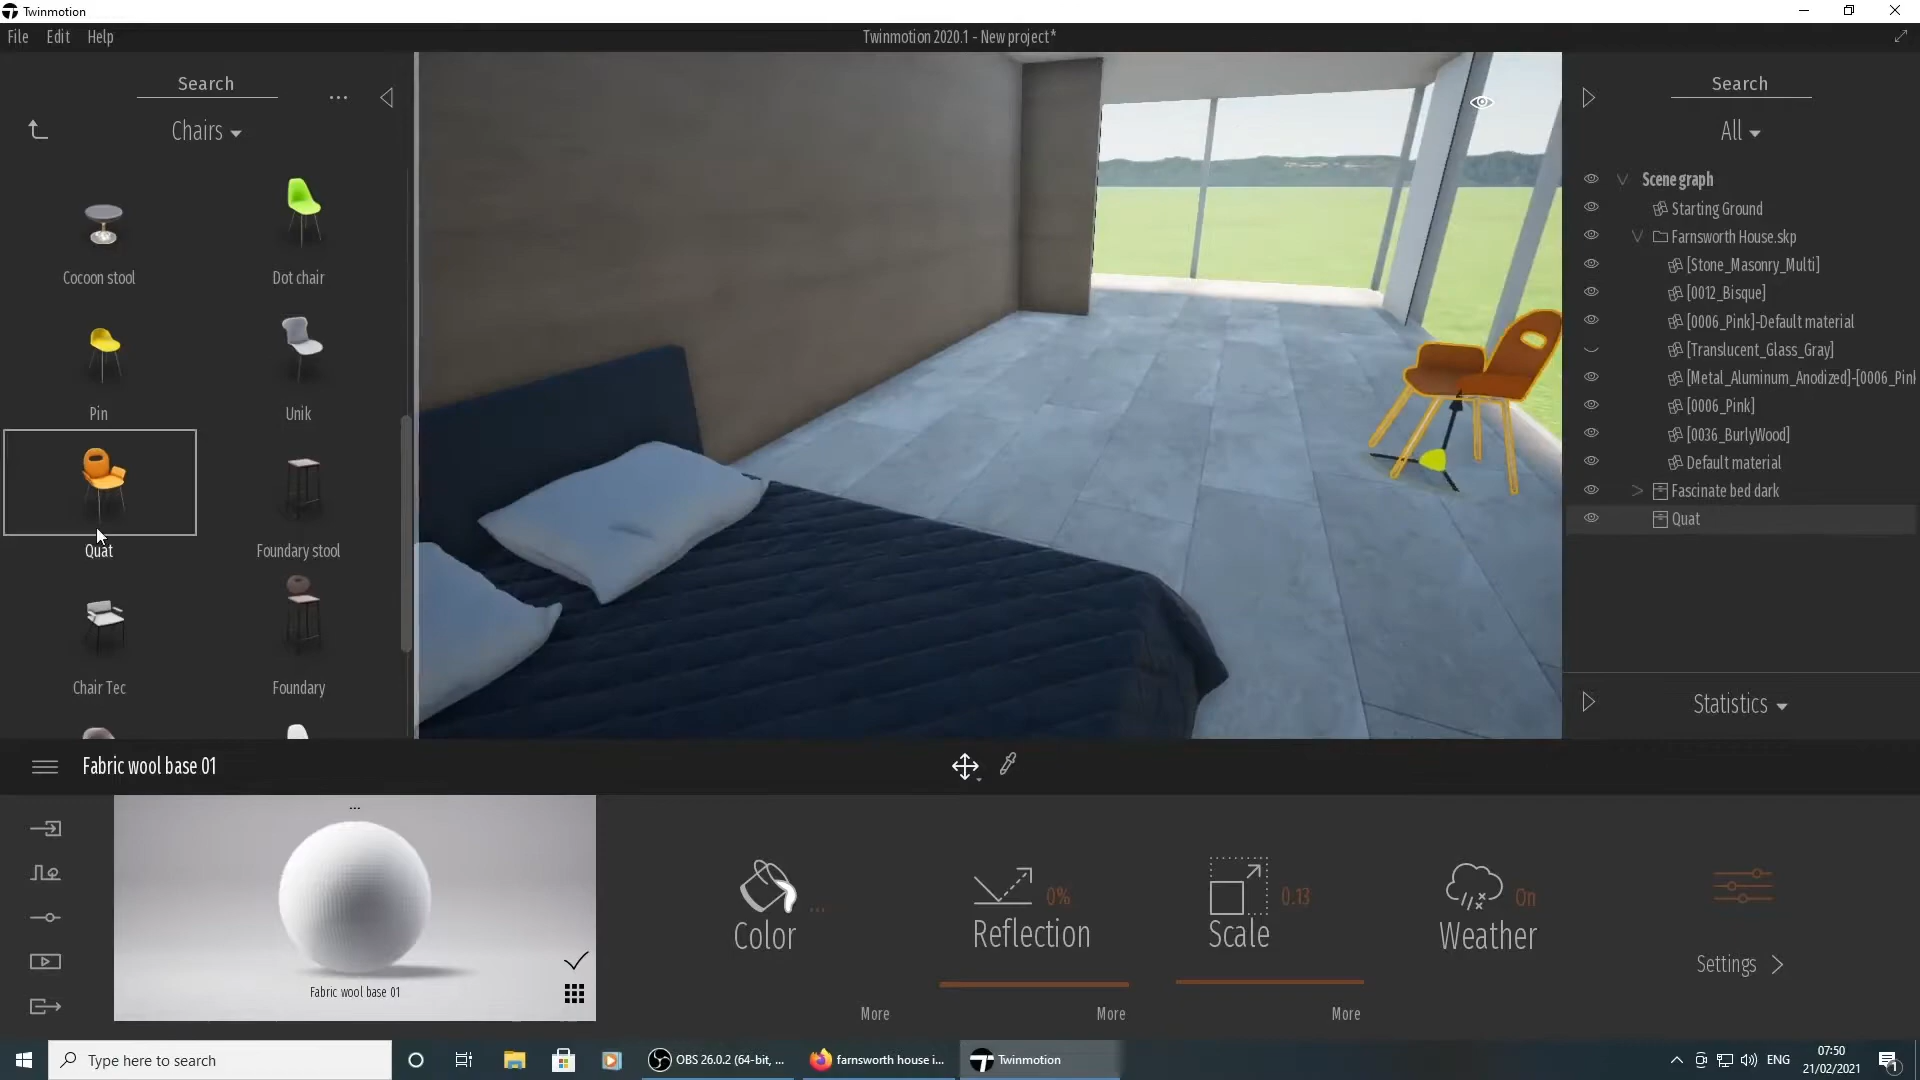 Twinmotion
File Edit Help
Twinmotion 2020.1 - New project*
Search
...
Chairs
Cocoon stool
Dot chair
Pin
Unik
Quat
Foundary stool
Chair Tec
Foundary
Search
All
Scene graph
Starting Ground
Farnsworth House.skp
[Stone_Masonry_Multi]
[0012_Bisque]
[0006_Pink]-Default material
[Translucent_Glass_Gray]
[Metal_Aluminum_Anodized]-[0006_Pin
[0006_Pink]
[0036_BurlyWood]
Default material
Fascinate bed dark
Quat
Statistics
Fabric wool base 01
...
Fabric wool base 01
...
Color
More
0%
Reflection
More
0.13
Scale
More
On
Weather
Settings
Type here to search
OBS 26.0.2 (64-bit, ...
farnsworth house i...
Twinmotion
ENG
07:50
21/02/2021
1